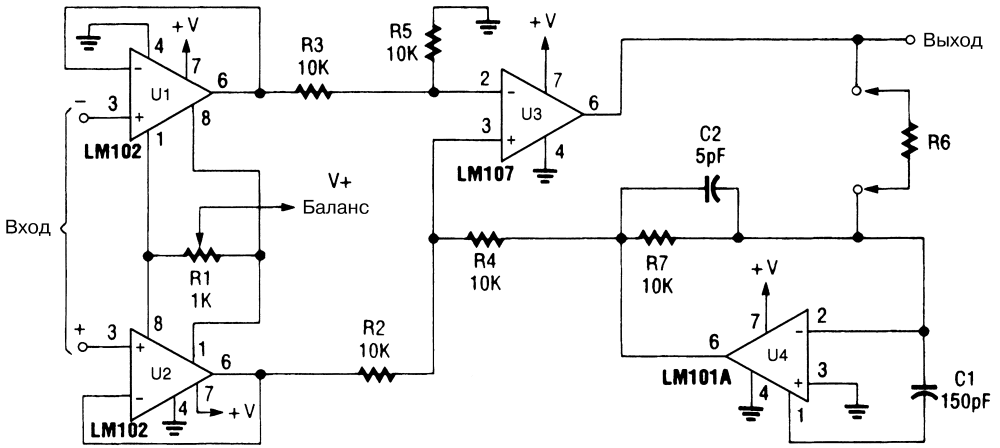 +V
4
7
−
U1
6
+
3
−
1
8
LM102
R3
10K
R5
10K
+V
7
2
−
U3
6
3
+
4
LM107
Выход
C2
5pF
R6
V+
Баланс
Вход
R1
1K
R4
10K
R7
10K
+V
7
2
−
6
U4
3
+
4
1
LM101A
C1
150pF
+
3
8
+
1
U2
6
−
7
+V
4
LM102
R2
10K